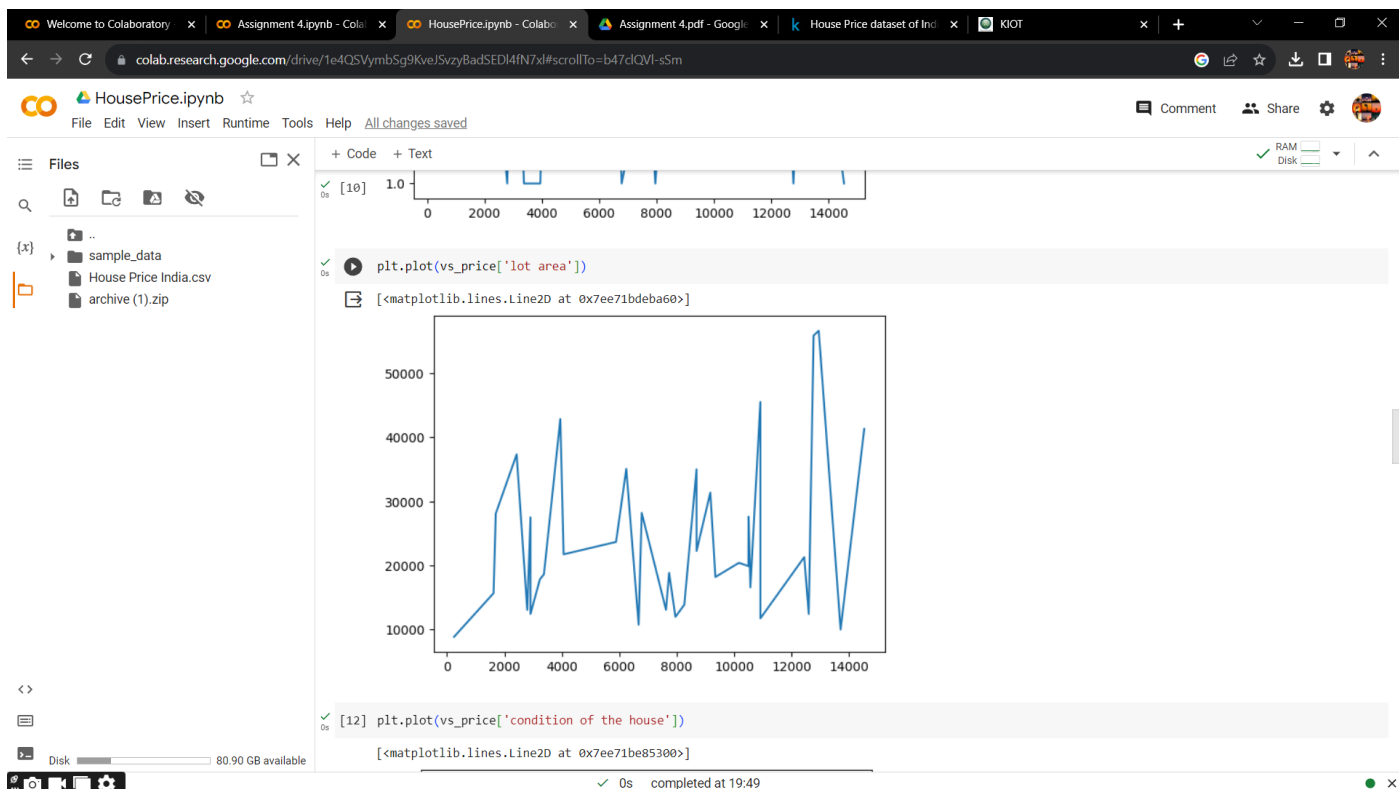 Welcome to Colaboratory
Assignment 4.ipynb - Cola
HousePrice.ipynb - Colabo
Assignment 4.pdf - Google
House Price dataset of Ind
KIOT
colab.research.google.com/drive/1e4QSVymbSg9KveJSvzyBadSEDl4fN7xl#scrollTo=b47clQVl-sSm
HousePrice.ipynb
File Edit View Insert Runtime Tools Help All changes saved
Comment Share
Files
+ Code + Text
RAM
Disk
{x}
..
sample_data
House Price India.csv
archive (1).zip
0s [10] 1.0
0 2000 4000 6000 8000 10000 12000 14000
0s plt.plot(vs_price['lot area'])
[<matplotlib.lines.Line2D at 0x7ee71bdeba60>]
50000
40000
30000
20000
10000
0 2000 4000 6000 8000 10000 12000 14000
0s [12] plt.plot(vs_price['condition of the house'])
[<matplotlib.lines.Line2D at 0x7ee71be85300>]
Disk 80.90 GB available
0s completed at 19:49